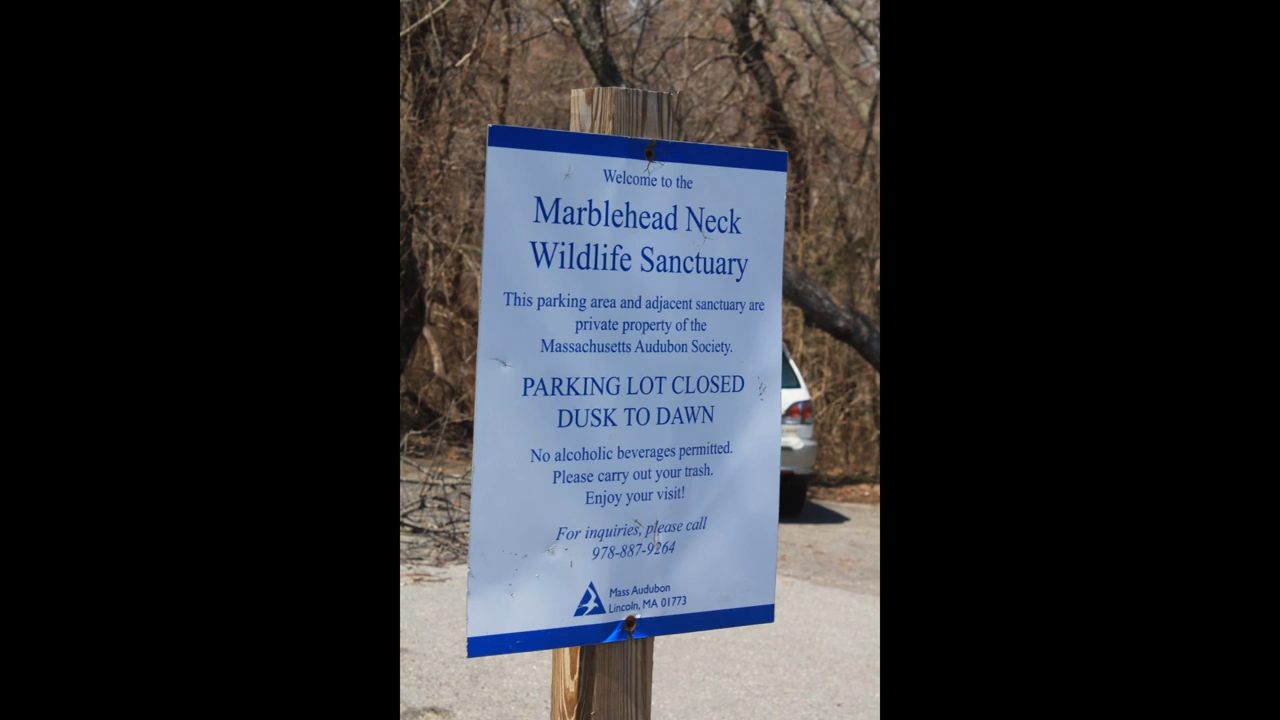 Welcome to the
Marblehead Neck
Wildlife Sanctuary
This parking area and adjacent sanctuary are
private property of the
Massachusetts Audubon Society.
PARKING LOT CLOSED
DUSK TO DAWN
No alcoholic beverages permitted.
Please carry out your trash.
Enjoy your visit!
For inquiries, please call
978-887-9264
Mass Audubon
Lincoln, MA 01773